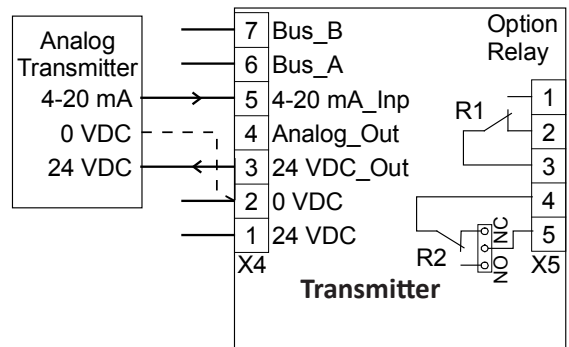 Analog
Transmitter
4-20 mA
0 VDC
24 VDC
7 Bus_B
6 Bus_A
5 4-20 mA_Inp
4 Analog_Out
3 24 VDC_Out
2 0 VDC
1 24 VDC
X4
Transmitter
Option
Relay
R1
1
2
3
4
5
X5
R2
NC
NO